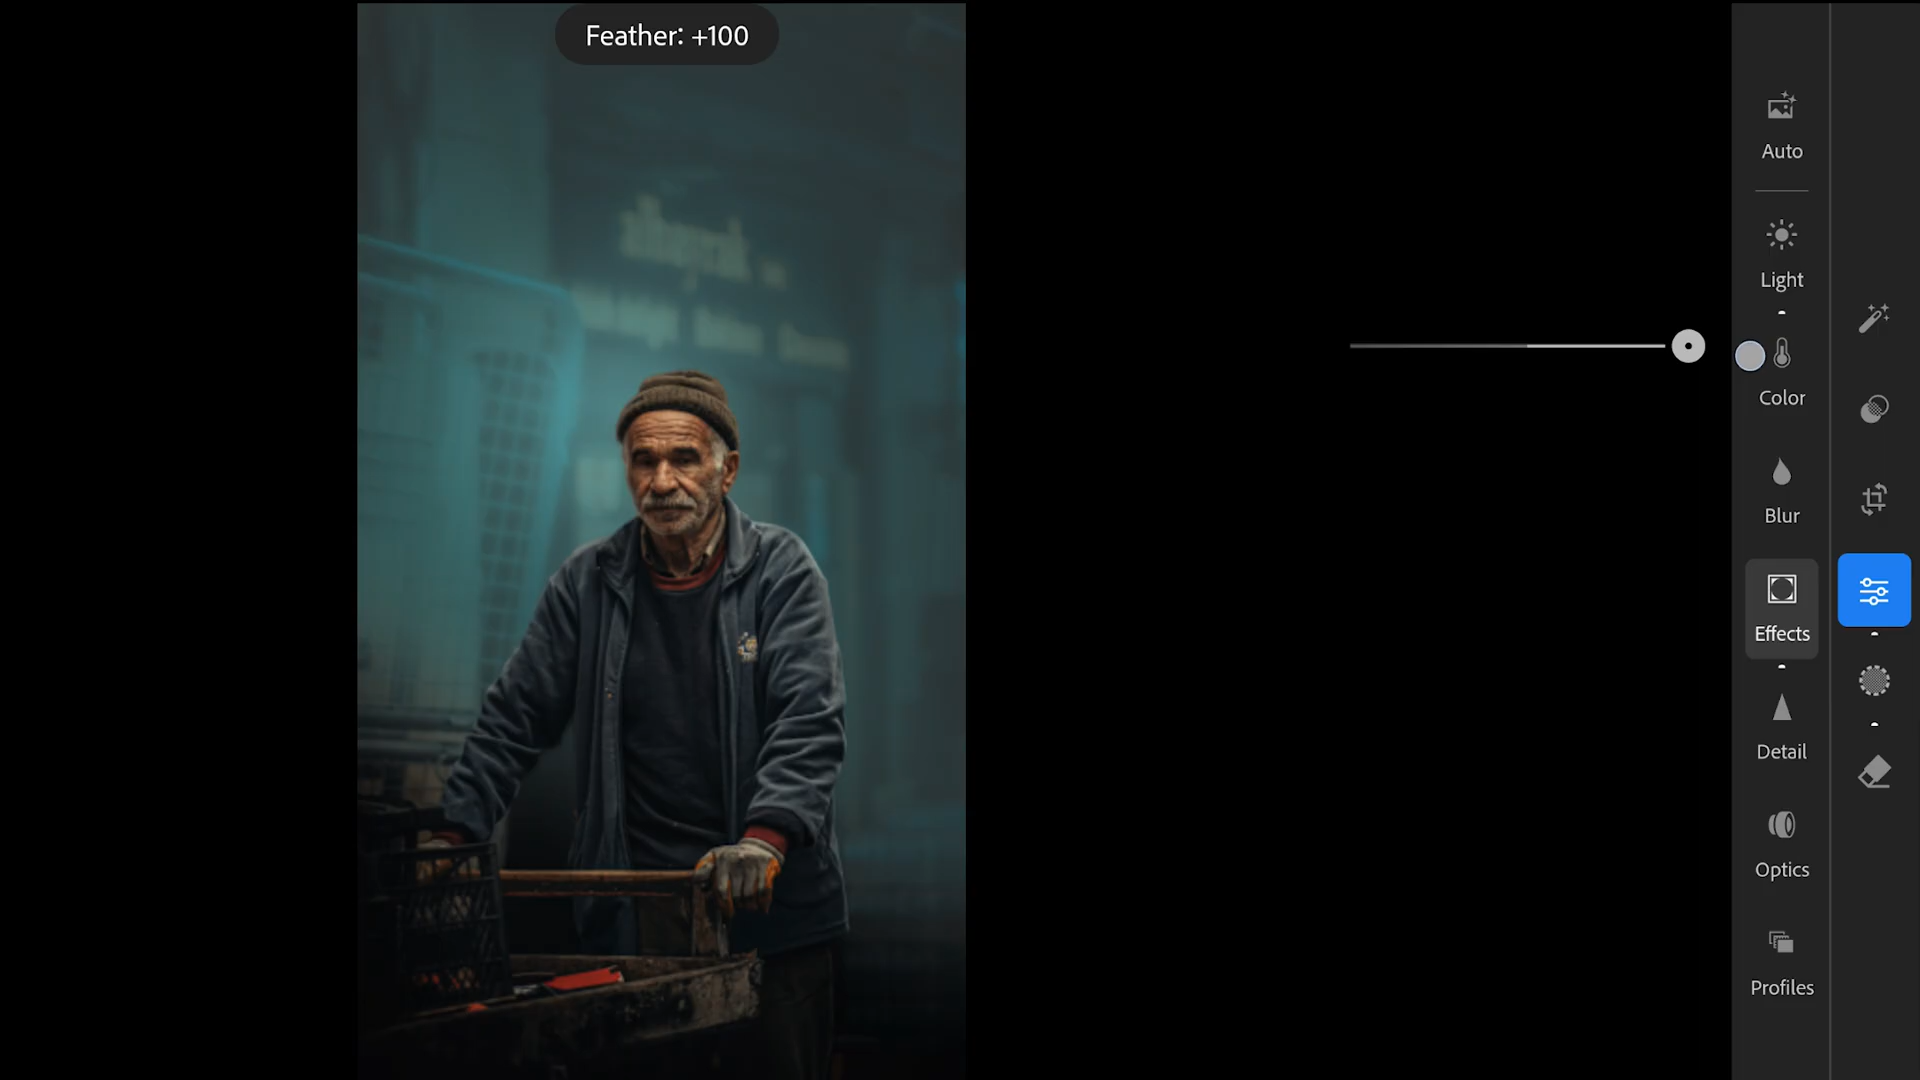 Feather: +100
Auto
Light
Color
Blur
Effects
Detail
Optics
Profiles